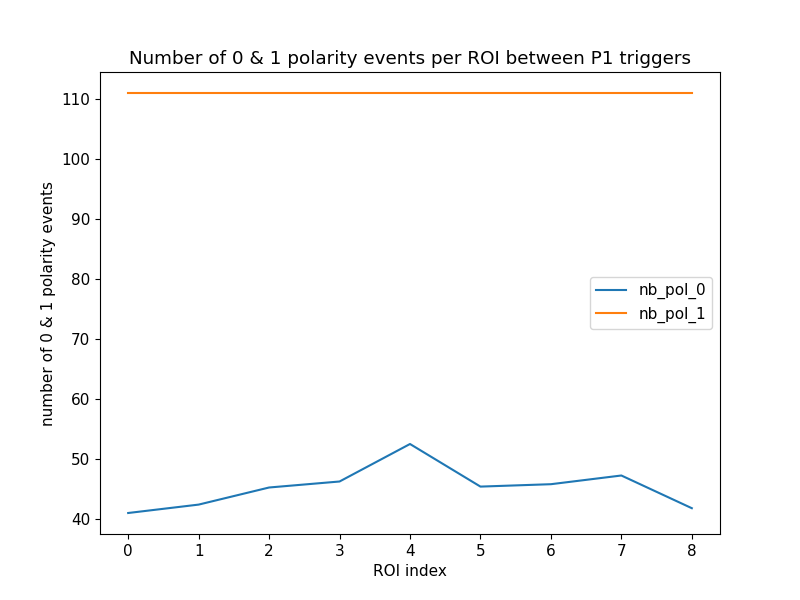 Number of 0 & 1 polarity events per ROI between P1 triggers
number of 0 & 1 polarity events
110
100
90
80
70
60
50
40
nb_pol_0
nb_pol_1
0 1 2 3 4 5 6 7 8
ROI index